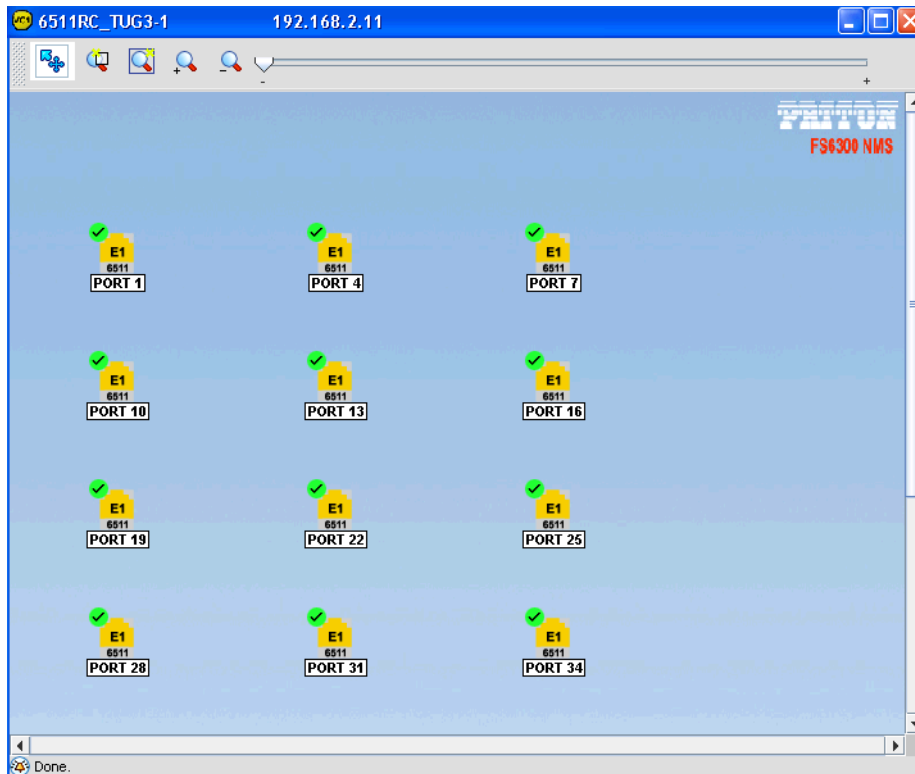 6511RC_TUG3-1 192.168.2.11
+ - - +
PATTON
FS6300 NMS
E1 E1 E1
6511 6511 6511
PORT 1 PORT 4 PORT 7
E1 E1 E1
6511 6511 6511
PORT 10 PORT 13 PORT 16
E1 E1 E1
6511 6511 6511
PORT 19 PORT 22 PORT 25
E1 E1 E1
6511 6511 6511
PORT 28 PORT 31 PORT 34
Done.